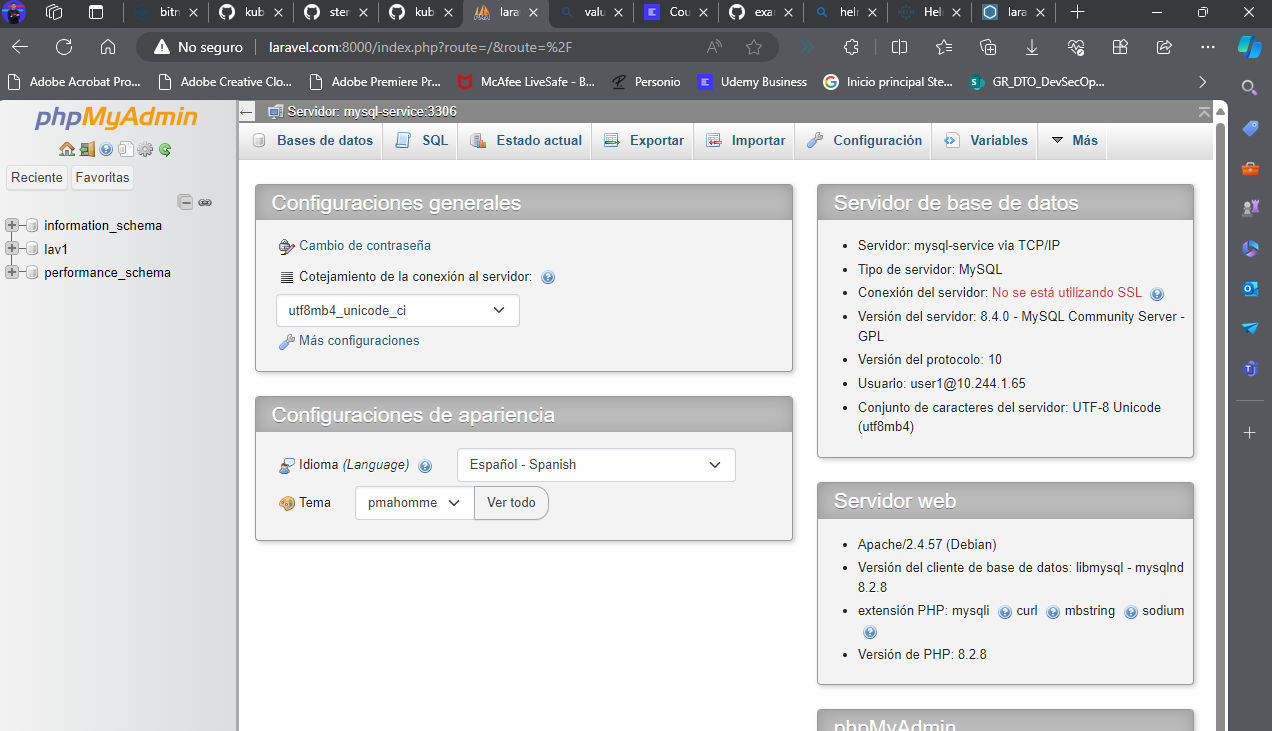 bitn
kub
ster
kub
lara
valu
Cou
exa
helr
Hel
lara
No seguro
laravel.com:8000/index.php?route=/&route=%2F
Adobe Acrobat Pro...
Adobe Creative Clo...
Adobe Premiere Pr...
McAfee LiveSafe - B...
Personio
Udemy Business
Inicio principal Ste...
GR_DTO_DevSecOp...
phpMyAdmin
Reciente
Favoritas
information_schema
lav1
performance_schema
Servidor: mysql-service:3306
Bases de datos
SQL
Estado actual
Exportar
Importar
Configuración
Variables
Más
Configuraciones generales
Cambio de contraseña
Cotejamiento de la conexión al servidor:
utf8mb4_unicode_ci
Más configuraciones
Configuraciones de apariencia
Idioma (Language)
Español - Spanish
Tema
pmahomme
Ver todo
Servidor de base de datos
Servidor: mysql-service via TCP/IP
Tipo de servidor: MySQL
Conexión del servidor: No se está utilizando SSL
Versión del servidor: 8.4.0 - MySQL Community Server -
GPL
Versión del protocolo: 10
Usuario: user1@10.244.1.65
Conjunto de caracteres del servidor: UTF-8 Unicode
(utf8mb4)
Servidor web
Apache/2.4.57 (Debian)
Versión del cliente de base de datos: libmysql - mysqlnd
8.2.8
extensión PHP: mysqli curl mbstring sodium
Versión de PHP: 8.2.8
phpMyAdmin